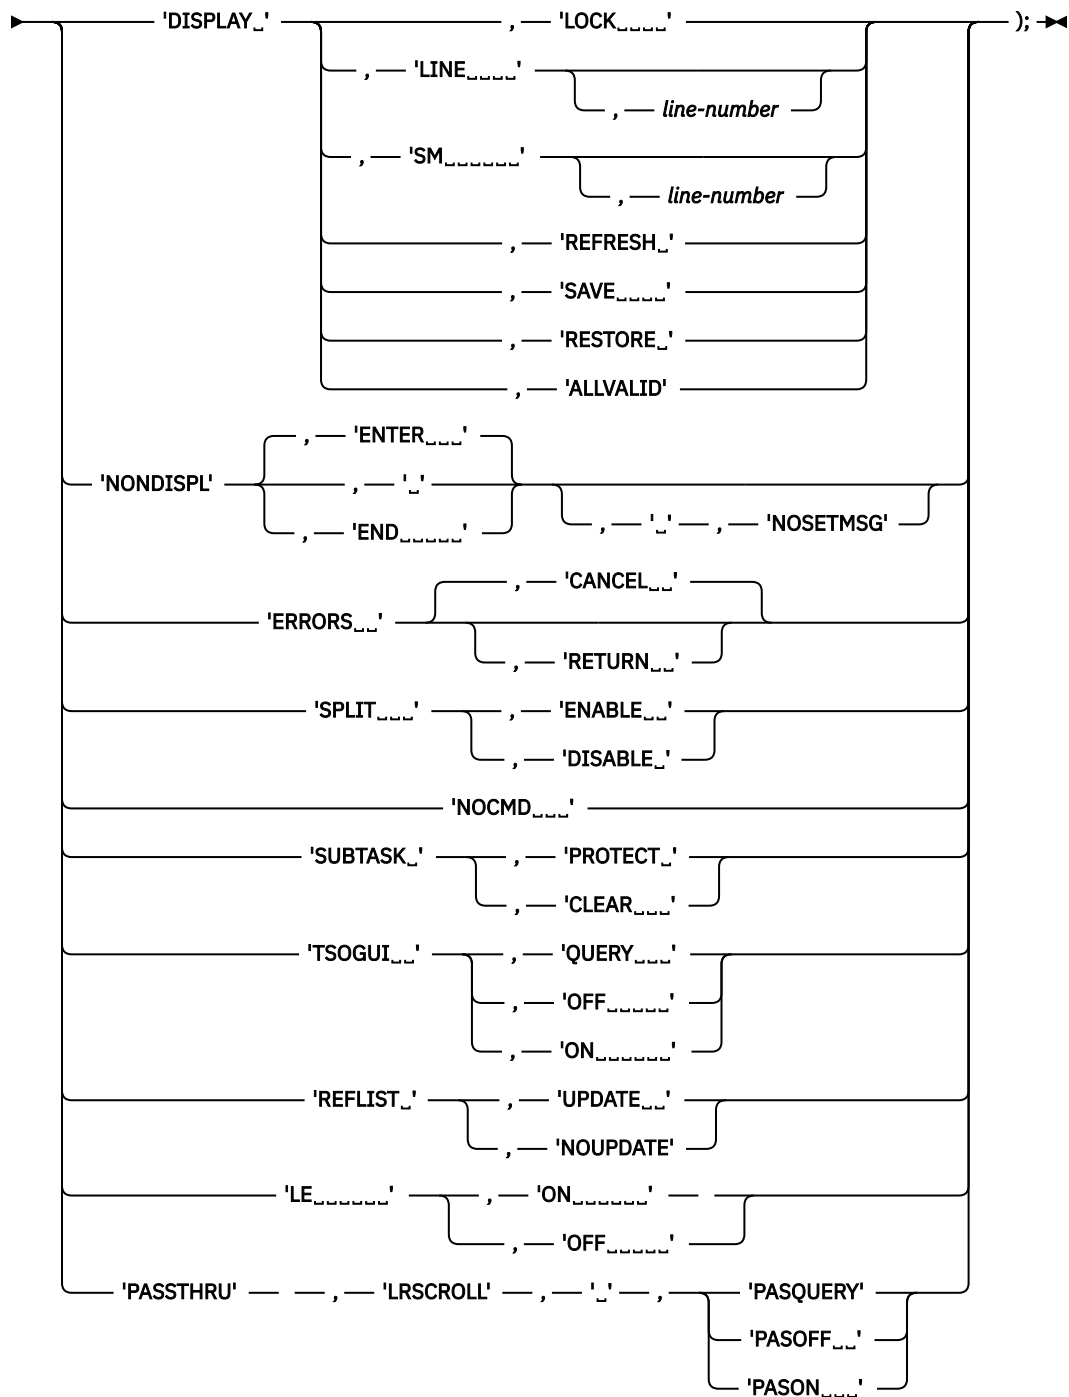 'DISPLAY␣' , 'LOCK␣␣␣␣' );
, 'LINE␣␣␣␣'
, line-number
, 'SM␣␣␣␣␣␣'
, line-number
, 'REFRESH␣'
, 'SAVE␣␣␣␣'
, 'RESTORE␣'
, 'ALLVALID'
, 'ENTER␣␣␣'
'NONDISPL' , '␣'
, 'END␣␣␣␣␣' , '␣' , 'NOSETMSG'
, 'CANCEL␣␣'
'ERRORS␣␣'
, 'RETURN␣␣'
'SPLIT␣␣␣' , 'ENABLE␣␣'
, 'DISABLE␣'
'NOCMD␣␣␣'
'SUBTASK␣' , 'PROTECT␣'
, 'CLEAR␣␣␣'
'TSOGUI␣␣' , 'QUERY␣␣␣'
, 'OFF␣␣␣␣␣'
, 'ON␣␣␣␣␣␣'
'REFLIST␣' , 'UPDATE␣␣'
, 'NOUPDATE'
'LE␣␣␣␣␣␣' , 'ON␣␣␣␣␣␣'
, 'OFF␣␣␣␣␣'
'PASSTHRU' , 'LRSCROLL' , '␣' , 'PASQUERY'
'PASOFF␣␣'
'PASON␣␣␣'